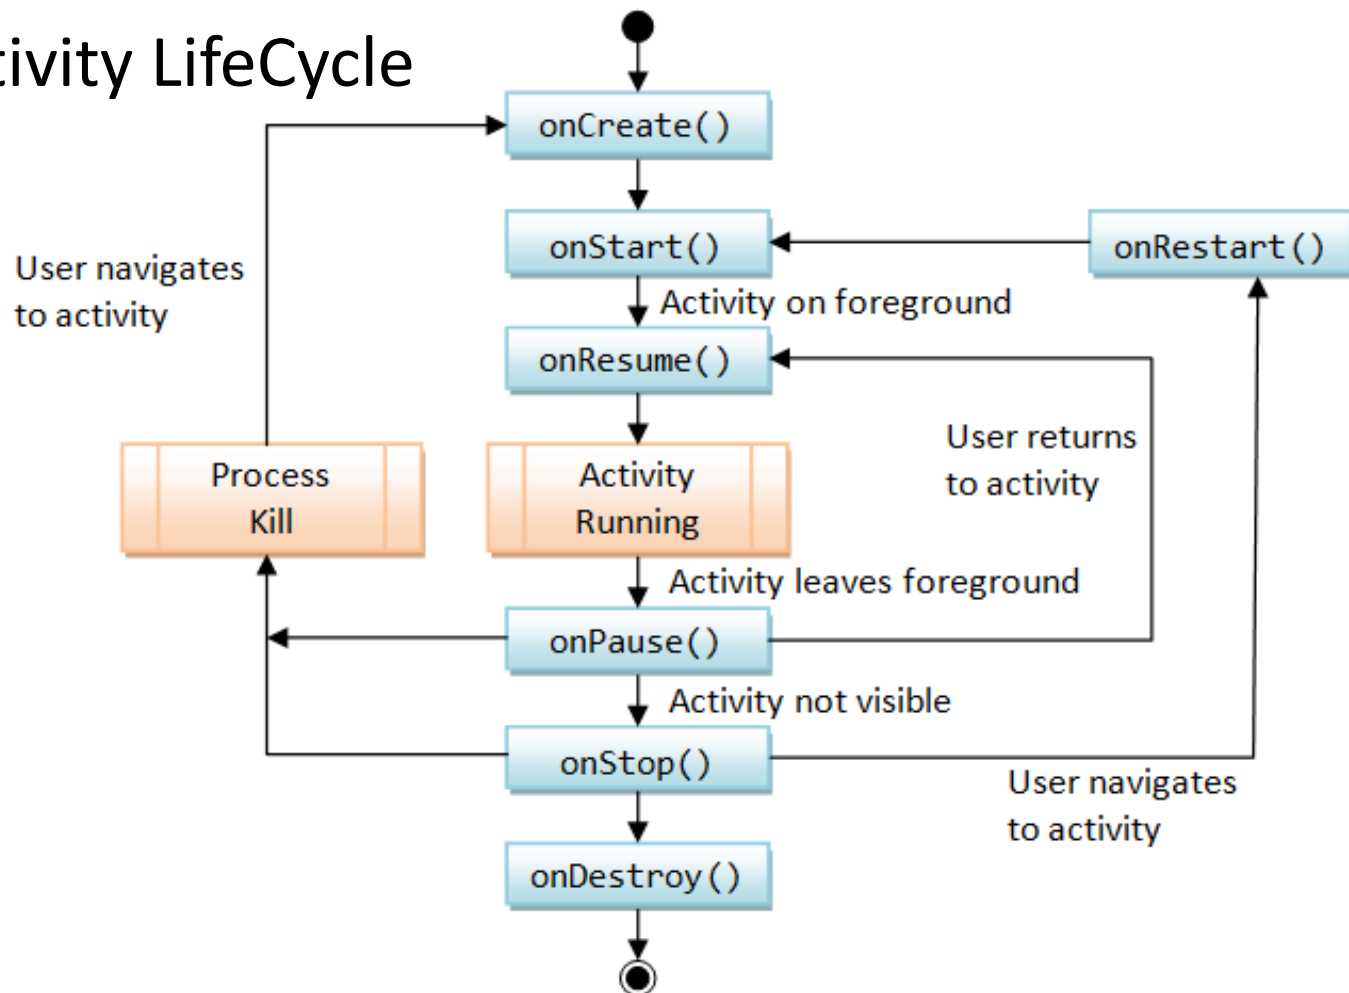 tivity LifeCycle
onCreate()
onStart()
onRestart()
User navigates
to activity
Activity on foreground
onResume()
User returns
to activity
Process
Kill
Activity
Running
Activity leaves foreground
onPause()
Activity not visible
onStop()
User navigates
to activity
onDestroy()